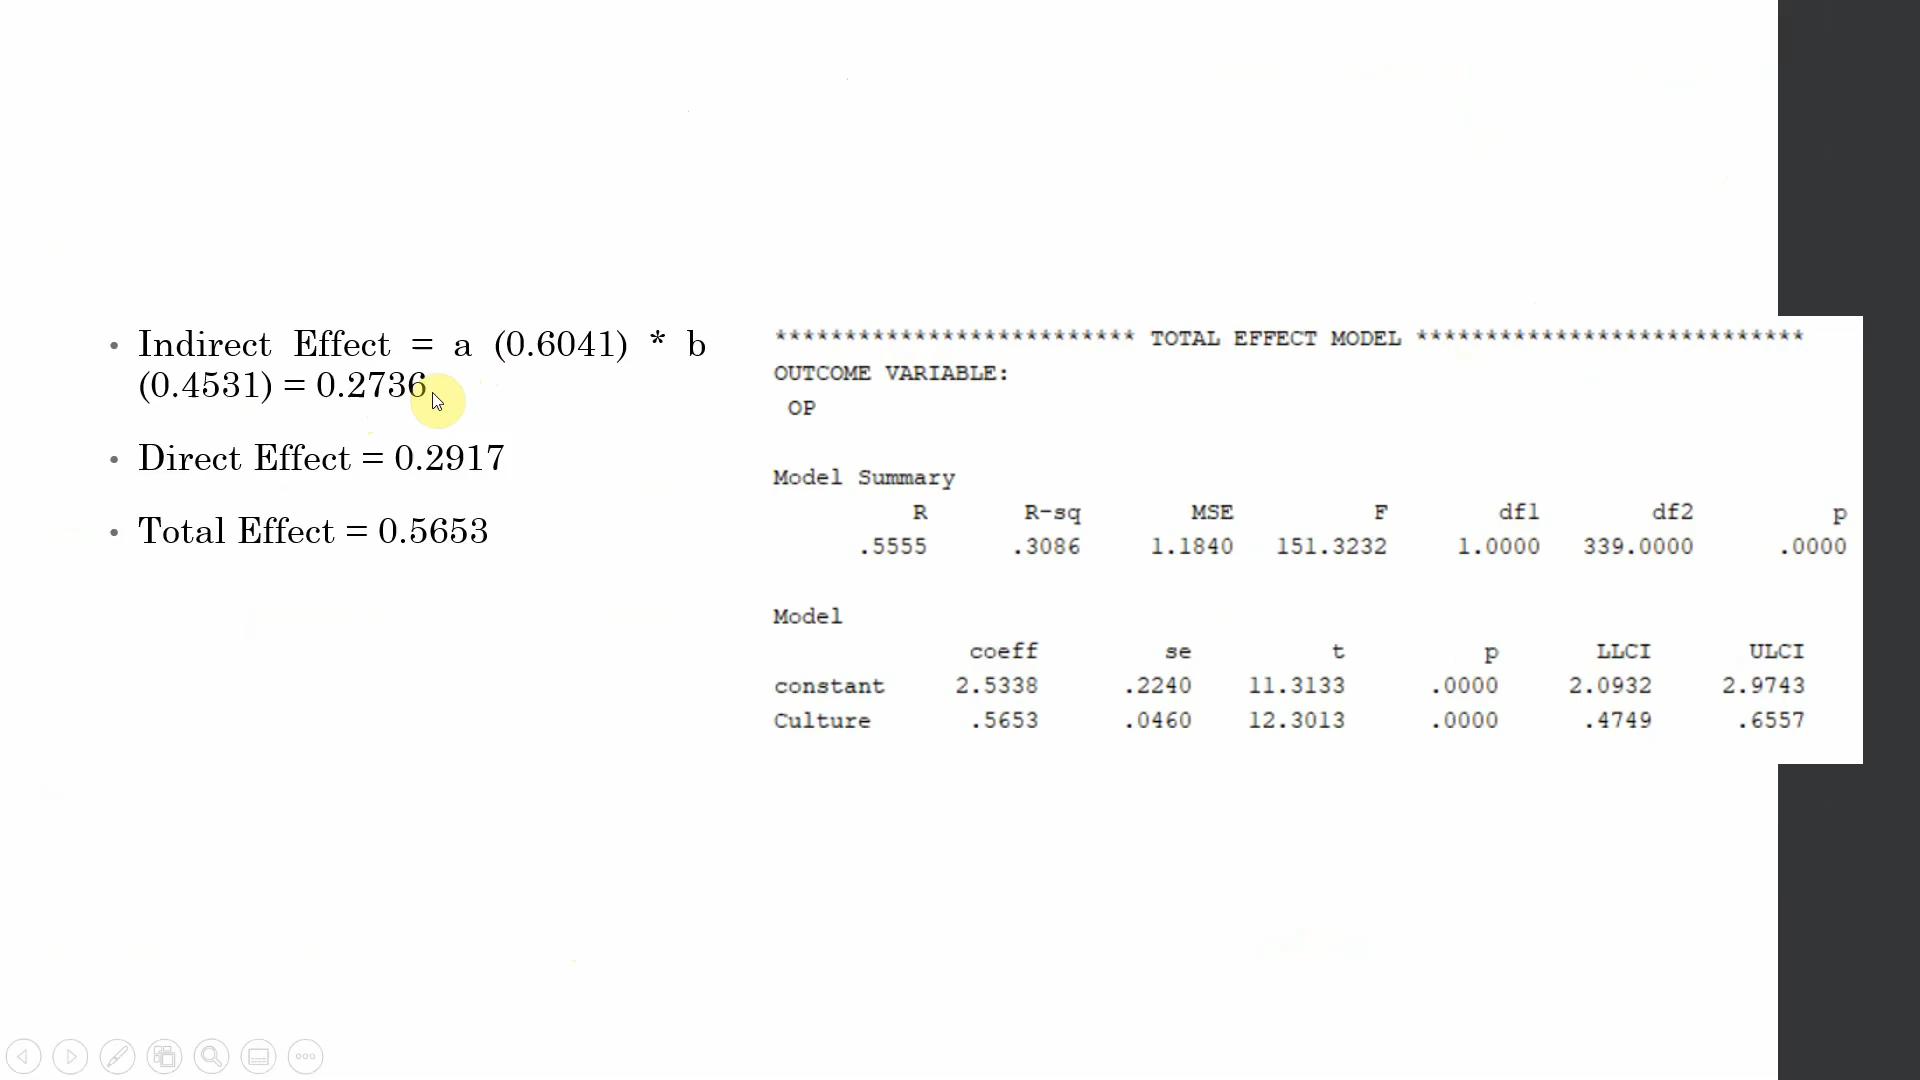 • Indirect Effect = a (0.6041) * b
(0.4531) = 0.2736
• Direct Effect = 0.2917
• Total Effect = 0.5653
************************** TOTAL EFFECT MODEL ****************************
OUTCOME VARIABLE:
OP
Model Summary
R R-sq MSE F df1 df2 p
.5555 .3086 1.1840 151.3232 1.0000 339.0000 .0000
Model
coeff se t p LLCI ULCI
constant 2.5338 .2240 11.3133 .0000 2.0932 2.9743
Culture .5653 .0460 12.3013 .0000 .4749 .6557